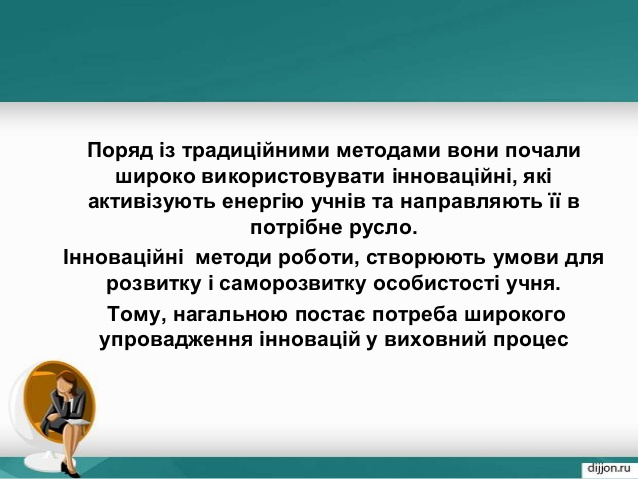 Поряд із традиційними методами вони почали
широко використовувати інноваційні, які
активізують енергію учнів та направляють її в
потрібне русло.
Інноваційні методи роботи, створюють умови для
розвитку і саморозвитку особистості учня.
Тому, нагальною постає потреба широкого
упровадження інновацій у виховний процес
dijjon.ru